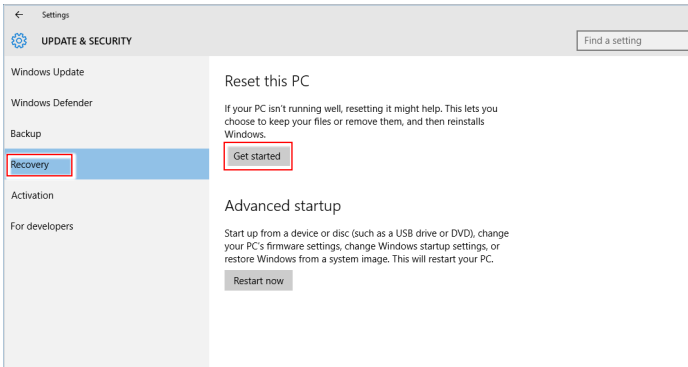 Settings
UPDATE & SECURITY
Find a setting
Windows Update
Windows Defender
Backup
Recovery
Activation
For developers
Reset this PC
If your PC isn't running well, resetting it might help. This lets you
choose to keep your files or remove them, and then reinstalls
Windows.
Get started
Advanced startup
Start up from a device or disc (such as a USB drive or DVD), change
your PC's firmware settings, change Windows startup settings, or
restore Windows from a system image. This will restart your PC.
Restart now